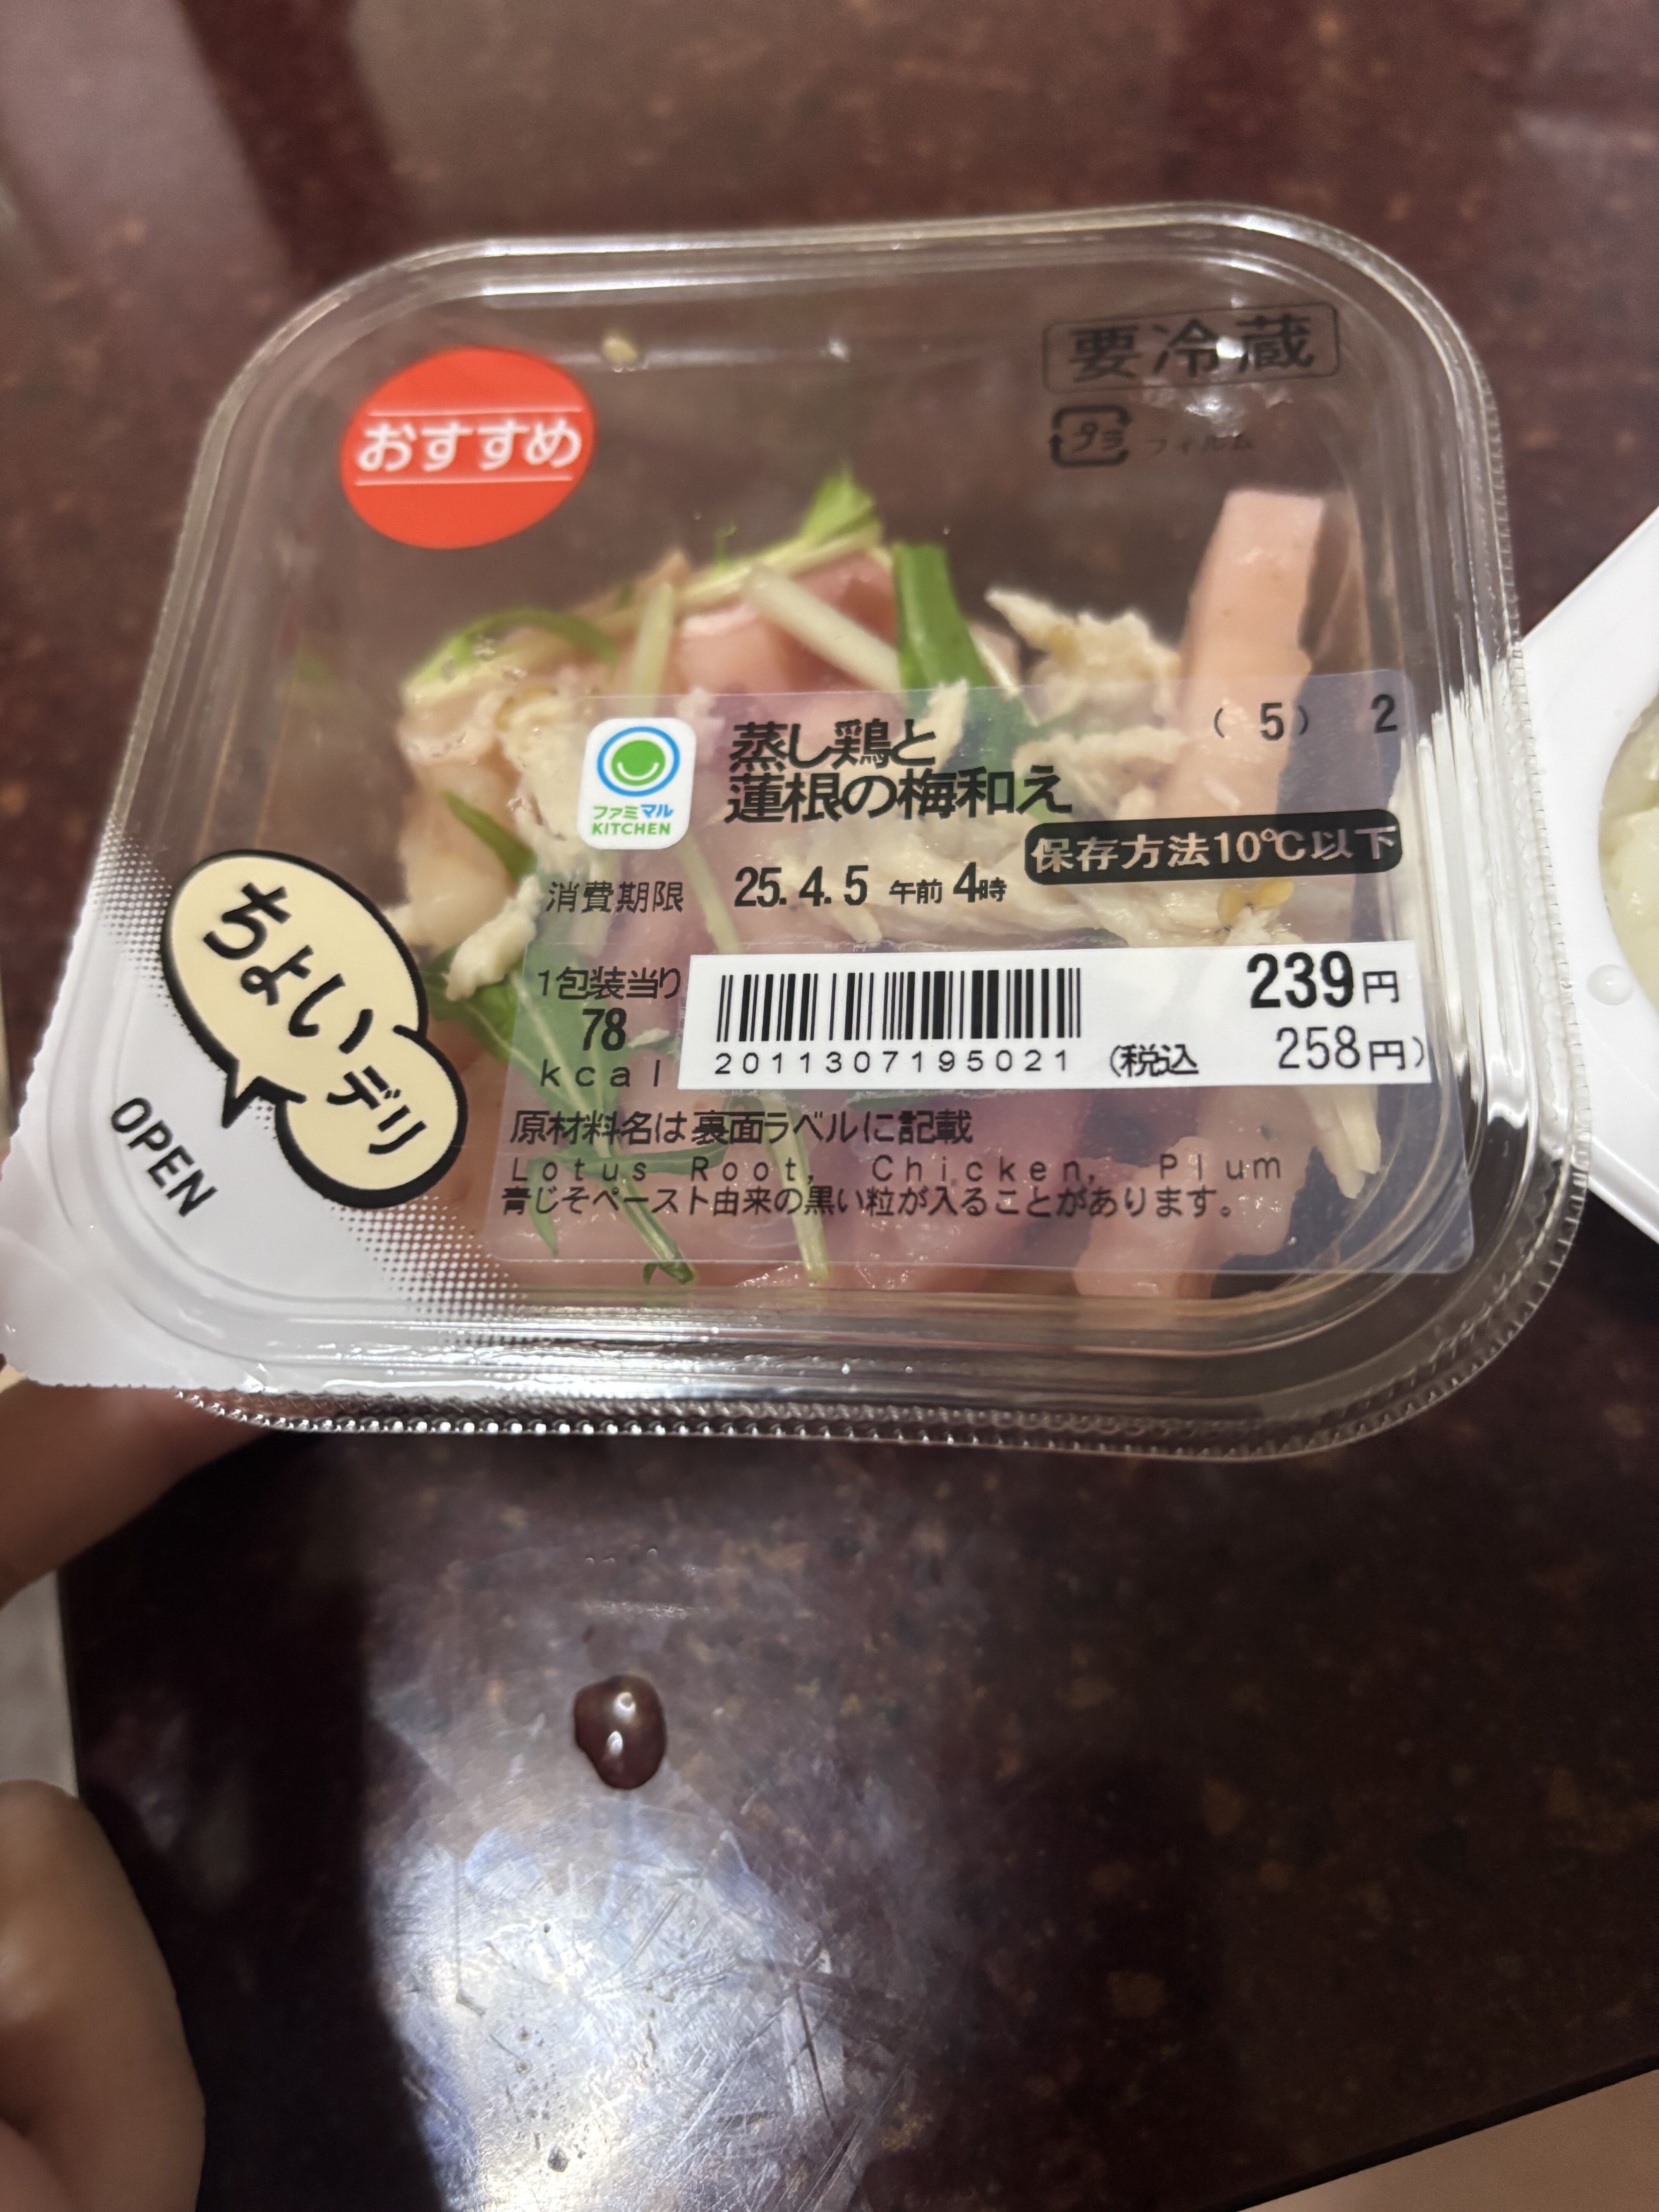 要冷蔵
おすすめ
プラ フィルム
(5) 2
蒸し鶏と
蓮根の梅和え
ファミマル
KITCHEN
保存方法10℃以下
消費期限 25.4.5 午前4時
ちょい
デリ
OPEN
1包装当り
78
kcal
239円
2011307195021 (税込 258円)
原材料名は裏面ラベルに記載
Lotus Root, Chicken, Plum
青じそペースト由来の黒い粒が入ることがあります。